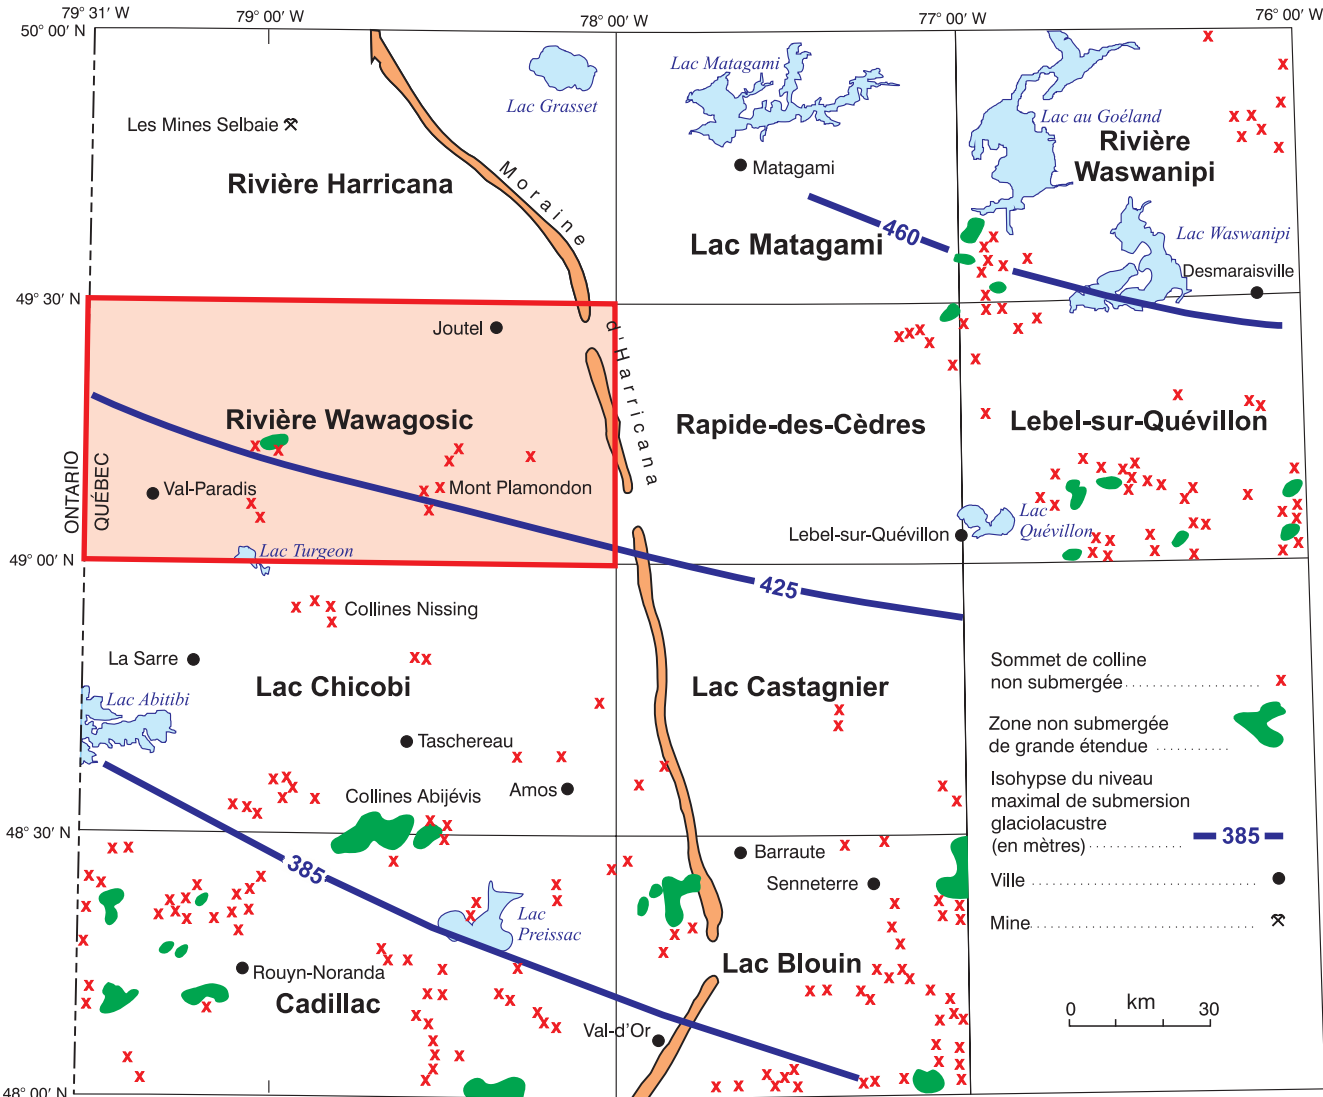 79° 31' W
79° 00' W
78° 00' W
77° 00' W
76° 00' W
50° 00' N
Lac Grasset
Lac Matagami
Les Mines Selbaie
Lac au Goéland
Rivière
Waswanipi
Matagami
Rivière Harricana
Moraine
460
Lac Matagami
Lac Waswanipi
Desmaraisville
49° 30' N
Joutel
d'Harricana
Rivière Wawagosic
Rapide-des-Cèdres
Lebel-sur-Quévillon
ONTARIO
QUÉBEC
Val-Paradis
Mont Plamondon
Lac
Quévillon
Lebel-sur-Quévillon
Lac Turgeon
49° 00' N
425
Collines Nissing
La Sarre
Lac Chicobi
Lac Castagnier
Lac Abitibi
Taschereau
Amos
Collines Abijévis
48° 30' N
385
Barraute
Senneterre
Lac
Preissac
Rouyn-Noranda
Cadillac
Lac Blouin
Val-d'Or
48° 00' N
Sommet de colline
non submergée
x
Zone non submergée
de grande étendue
Isohypse du niveau
maximal de submersion
glaciolacustre
(en mètres)
385
Ville
Mine
km
0 30